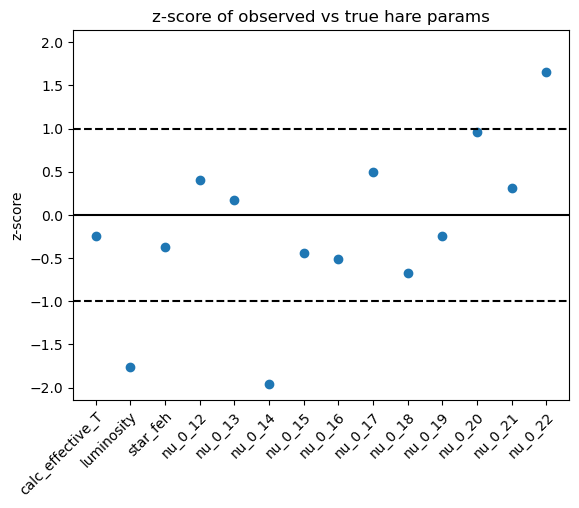 z-score of observed vs true hare params
z-score
2.0
1.5
1.0
0.5
0.0
−0.5
−1.0
−1.5
−2.0
calc_effective_T
luminosity
star_feh
nu_0_12
nu_0_13
nu_0_14
nu_0_15
nu_0_16
nu_0_17
nu_0_18
nu_0_19
nu_0_20
nu_0_21
nu_0_22